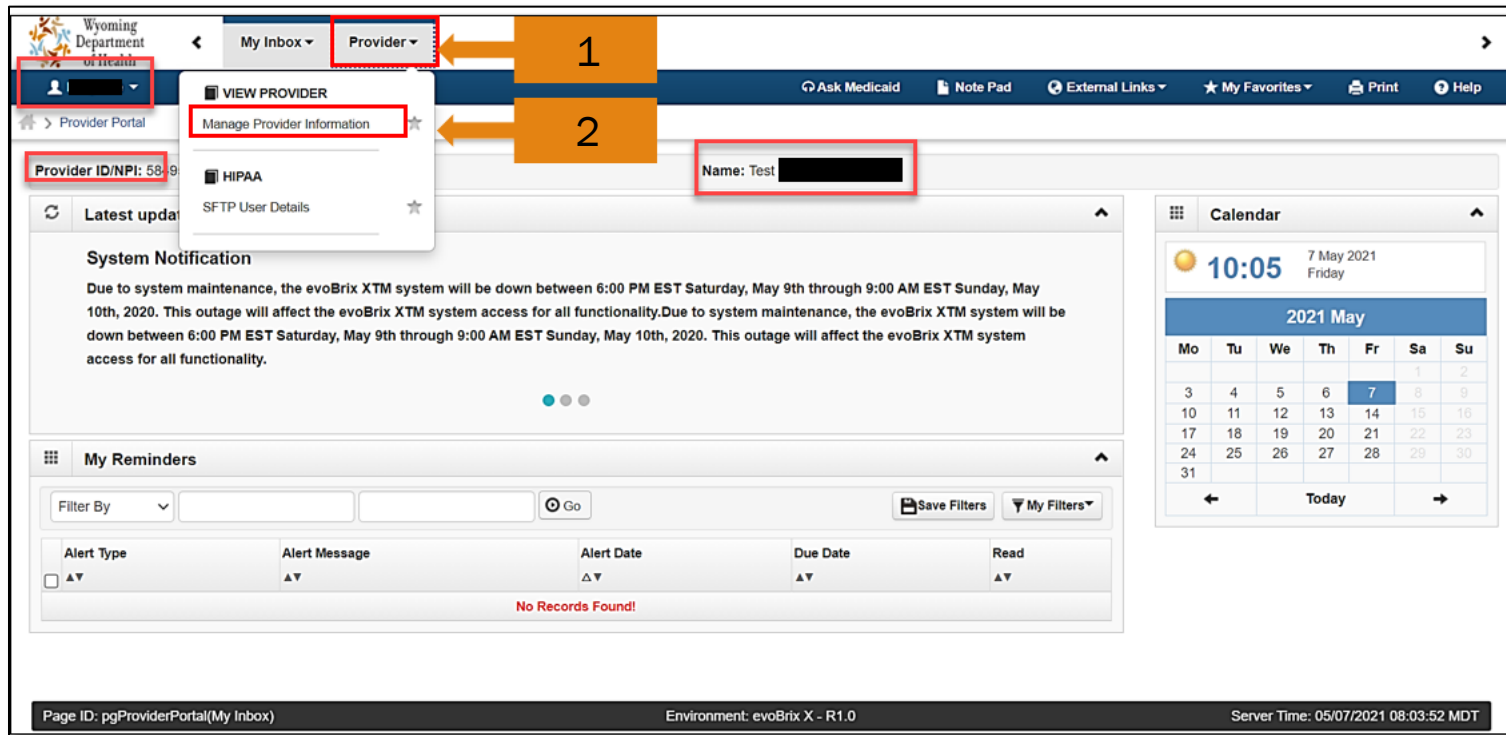 Wyoming
Department
of Health
My Inbox
Provider
1
Ask Medicaid
Note Pad
External Links
My Favorites
Print
Help
VIEW PROVIDER
Manage Provider Information
2
HIPAA
SFTP User Details
> Provider Portal
Provider ID/NPI: 5849
Name: Test
Latest updat
System Notification
Due to system maintenance, the evoBrix XTM system will be down between 6:00 PM EST Saturday, May 9th through 9:00 AM EST Sunday, May
10th, 2020. This outage will affect the evoBrix XTM system access for all functionality.Due to system maintenance, the evoBrix XTM system will be
down between 6:00 PM EST Saturday, May 9th through 9:00 AM EST Sunday, May 10th, 2020. This outage will affect the evoBrix XTM system
access for all functionality.
Calendar
10:05 7 May 2021
Friday
2021 May
Mo Tu We Th Fr Sa Su
1 2
3 4 5 6 7 8 9
10 11 12 13 14 15 16
17 18 19 20 21 22 23
24 25 26 27 28 29 30
31
Today
My Reminders
Filter By Go Save Filters My Filters
Alert Type Alert Message Alert Date Due Date Read
No Records Found!
Page ID: pgProviderPortal(My Inbox) Environment: evoBrix X - R1.0 Server Time: 05/07/2021 08:03:52 MDT